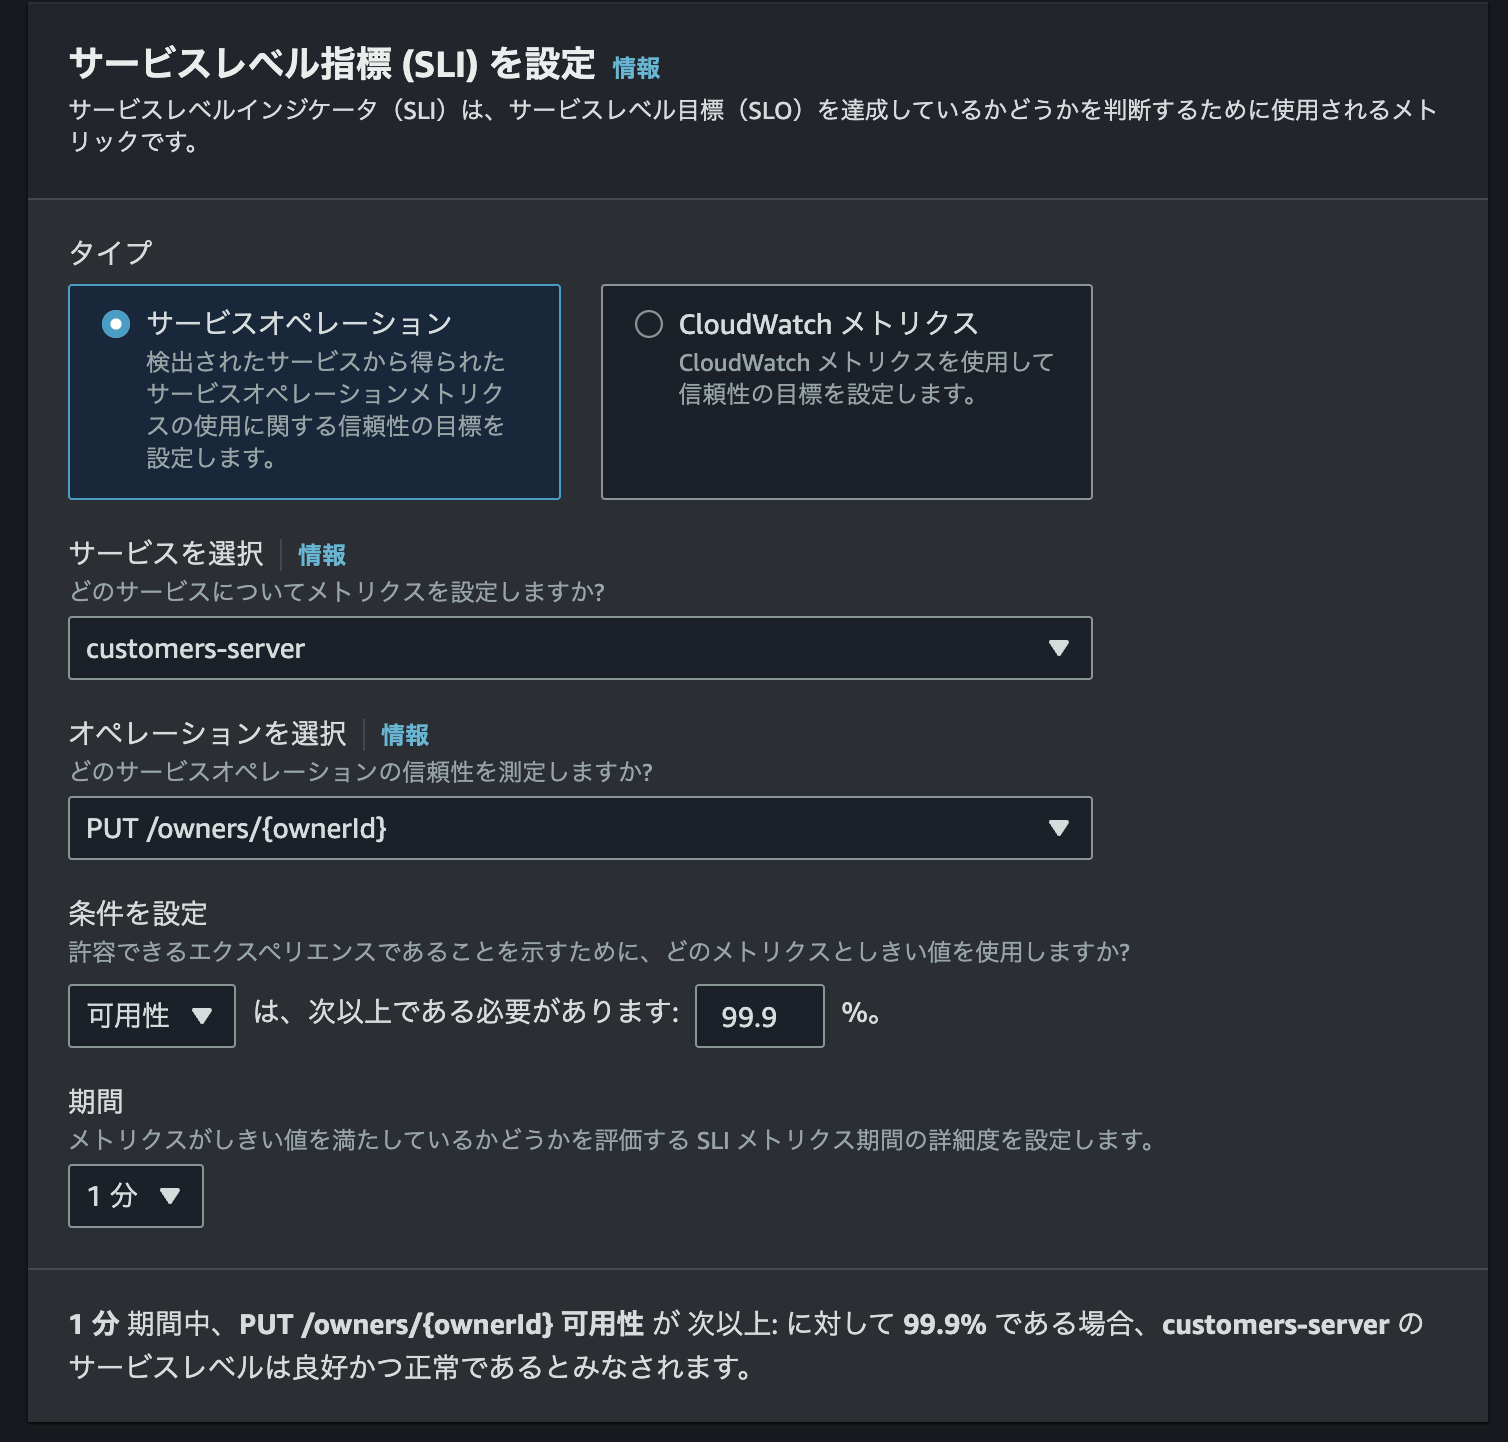 サービスレベル指標 (SLI) を設定 情報
サービスレベルインジケータ（SLI）は、サービスレベル目標（SLO）を達成しているかどうかを判断するために使用されるメト
リックです。
タイプ
サービスオペレーション
検出されたサービスから得られた
サービスオペレーションメトリク
スの使用に関する信頼性の目標を
設定します。
CloudWatch メトリクス
CloudWatch メトリクスを使用して
信頼性の目標を設定します。
サービスを選択 情報
どのサービスについてメトリクスを設定しますか?
customers-server
オペレーションを選択 情報
どのサービスオペレーションの信頼性を測定しますか?
PUT /owners/{ownerId}
条件を設定
許容できるエクスペリエンスであることを示すために、どのメトリクスとしきい値を使用しますか?
可用性 は、次以上である必要があります: 99.9 %。
期間
メトリクスがしきい値を満たしているかどうかを評価する SLI メトリクス期間の詳細度を設定します。
1 分
1 分 期間中、PUT /owners/{ownerId} 可用性 が 次以上: に対して 99.9% である場合、customers-server の
サービスレベルは良好かつ正常であるとみなされます。